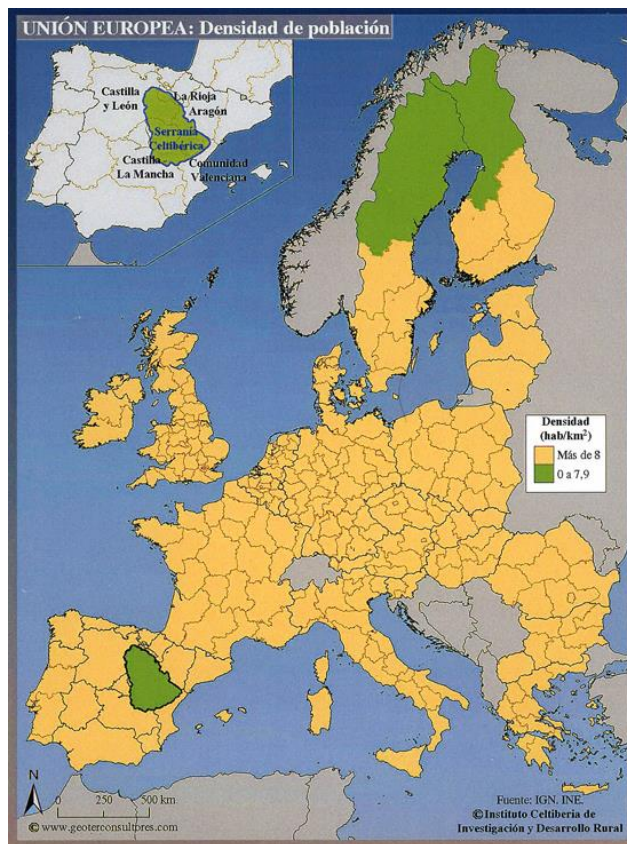 UNIÓN EUROPEA: Densidad de población
Castilla
y León
La Rioja
Aragón
Serranía
Celtibérica
Castilla
La Mancha
Comunidad
Valenciana
Densidad
(hab/km²)
Más de 8
0 a 7,9
N
0 250 500 km.
© www.geoterconsultores.com
Fuente: IGN. INE.
© Instituto Celtiberia de
Investigación y Desarrollo Rural